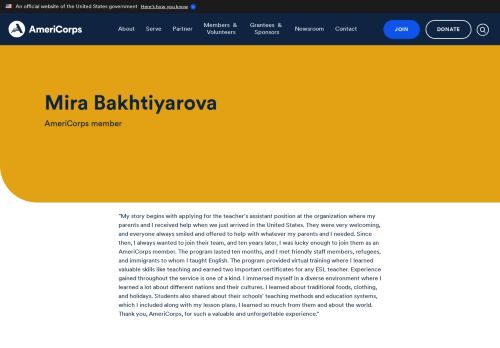 An official website of the United States government Here's how you know
AmeriCorps
About Serve Partner Members & Volunteers Grantees & Sponsors Newsroom Contact JOIN DONATE
Mira Bakhtiyarova
AmeriCorps member
"My story begins with applying for the teacher's assistant position at the organization where my
parents and I received help when we just arrived in the United States. They were very welcoming,
and everyone always smiled and offered to help with whatever my parents and I needed. Since
then, I always wanted to join their team, and ten years later, I was lucky enough to join them as an
AmeriCorps member. The program lasted ten months, and I met friendly staff members, refugees,
and immigrants to whom I taught English. The program provided virtual training where I learned
valuable skills like teaching and earned two important certificates for any ESL teacher. Experience
gained throughout the service is one of a kind. I immersed myself in a diverse environment where I
learned a lot about different nations and their cultures. I learned about traditional foods, clothing,
and holidays. Students also shared about their schools' teaching methods and education systems,
which I included along with my lesson plans. I learned so much from them and about the world.
Thank you, AmeriCorps, for such a valuable and unforgettable experience."